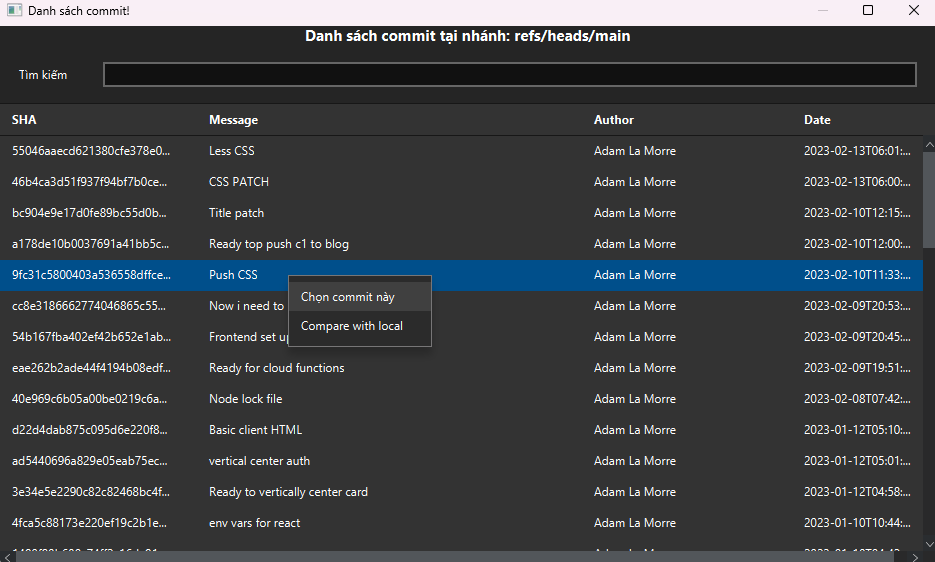 Danh sách commit!
Danh sách commit tại nhánh: refs/heads/main
Tìm kiếm
SHA Message Author Date
55046aaecd621380cfe378e0... Less CSS Adam La Morre 2023-02-13T06:01:...
46b4ca3d51f937f94bf7b0ce... CSS PATCH Adam La Morre 2023-02-13T06:00:...
bc904e9e17d0fe89bc55d0b... Title patch Adam La Morre 2023-02-10T12:15:...
a178de10b0037691a41bb5c... Ready top push c1 to blog Adam La Morre 2023-02-10T12:00:...
9fc31c5800403a536558dffce... Push CSS Adam La Morre 2023-02-10T11:33:...
Chọn commit này
cc8e3186662774046865c55... Now i need to Adam La Morre 2023-02-09T20:53:...
Compare with local
54b167fba402ef42b652e1ab... Frontend set up Adam La Morre 2023-02-09T20:45:...
eae262b2ade44f4194b08edf... Ready for cloud functions Adam La Morre 2023-02-09T19:51:...
40e969c6b05a00be0219c6a... Node lock file Adam La Morre 2023-02-08T07:42:...
d22d4dab875c095d6e220f8... Basic client HTML Adam La Morre 2023-01-12T05:10:...
ad5440696a829e05eab75ec... vertical center auth Adam La Morre 2023-01-12T05:01:...
3e34e5e2290c82c82468bc4f... Ready to vertically center card Adam La Morre 2023-01-12T04:58:...
4fca5c88173e220ef19c2b1e... env vars for react Adam La Morre 2023-01-10T10:44:...